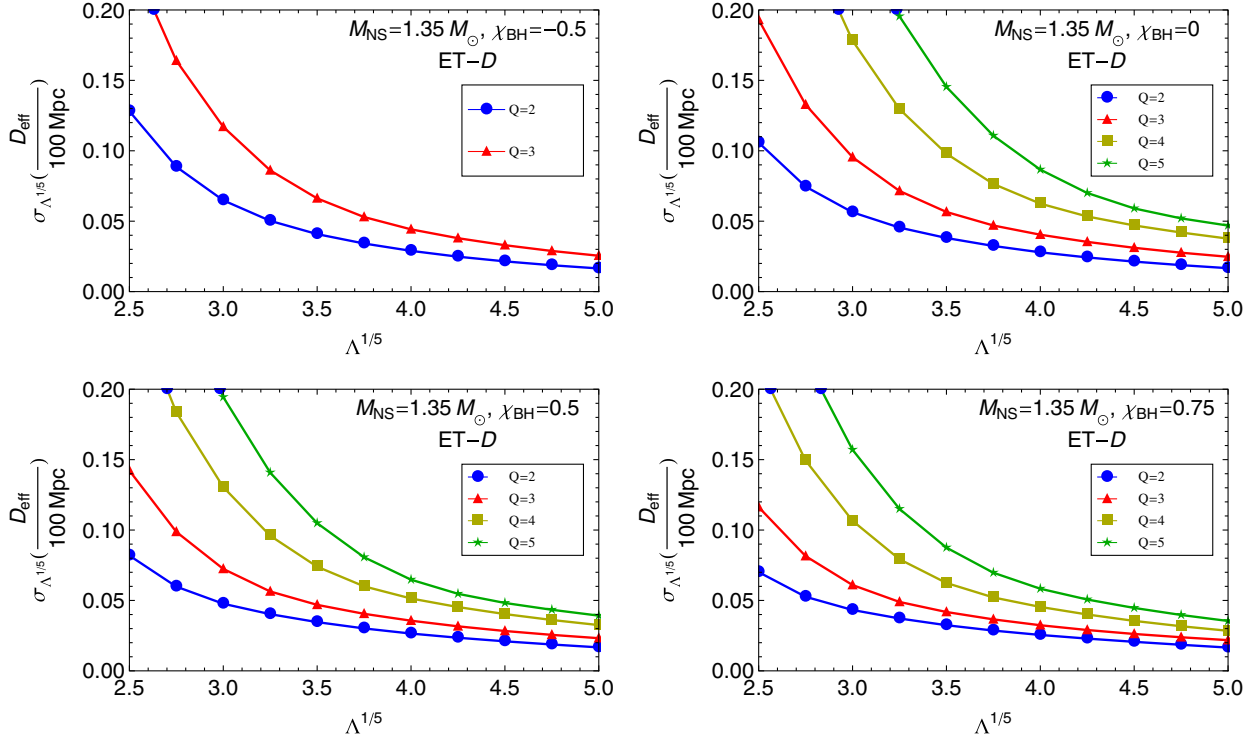 M_NS=1.35 M_⊙, χ_BH=−0.5
ET−D
Q=2
Q=3
σ_Λ^1/5(D_eff/100 Mpc)
0.20
0.15
0.10
0.05
0.00
2.5 3.0 3.5 4.0 4.5 5.0
Λ^1/5
M_NS=1.35 M_⊙, χ_BH=0
ET−D
Q=2
Q=3
Q=4
Q=5
σ_Λ^1/5(D_eff/100 Mpc)
0.20
0.15
0.10
0.05
0.00
2.5 3.0 3.5 4.0 4.5 5.0
Λ^1/5
M_NS=1.35 M_⊙, χ_BH=0.5
ET−D
Q=2
Q=3
Q=4
Q=5
σ_Λ^1/5(D_eff/100 Mpc)
0.20
0.15
0.10
0.05
0.00
2.5 3.0 3.5 4.0 4.5 5.0
Λ^1/5
M_NS=1.35 M_⊙, χ_BH=0.75
ET−D
Q=2
Q=3
Q=4
Q=5
σ_Λ^1/5(D_eff/100 Mpc)
0.20
0.15
0.10
0.05
0.00
2.5 3.0 3.5 4.0 4.5 5.0
Λ^1/5